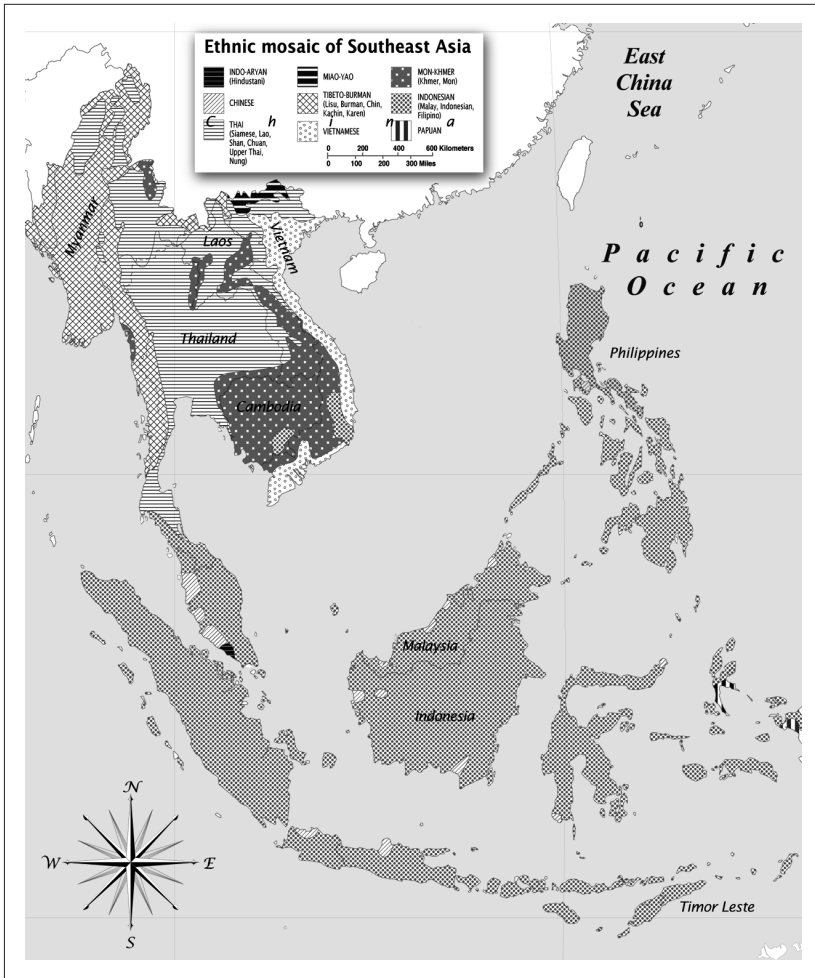 Ethnic mosaic of Southeast Asia
INDO-ARYAN
(Hindustani)
CHINESE
THAI
(Siamese, Lao,
Shan, Chuan,
Upper Thai,
Nung)
MIAO-YAO
TIBETO-BURMAN
(Lisu, Burman, Chin,
Kachin, Karen)
VIETNAMESE
MON-KHMER
(Khmer, Mon)
INDONESIAN
(Malay, Indonesian,
Filipino)
PAPUAN
0 200 400 600 Kilometers
0 100 200 300 Miles
China
East
China
Sea
Myanmar
Laos
Vietnam
Pacific
Ocean
Thailand
Philippines
Cambodia
Malaysia
Indonesia
N
W E
S
Timor Leste